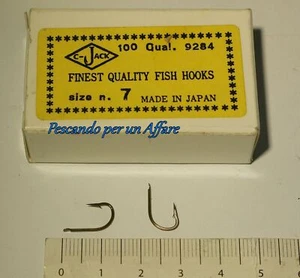 C-JACK
100 Qual. 9284
FINEST QUALITY FISH HOOKS
size n. 7 MADE IN JAPAN
Pescando per un Affare
0 1 2 3 4 5